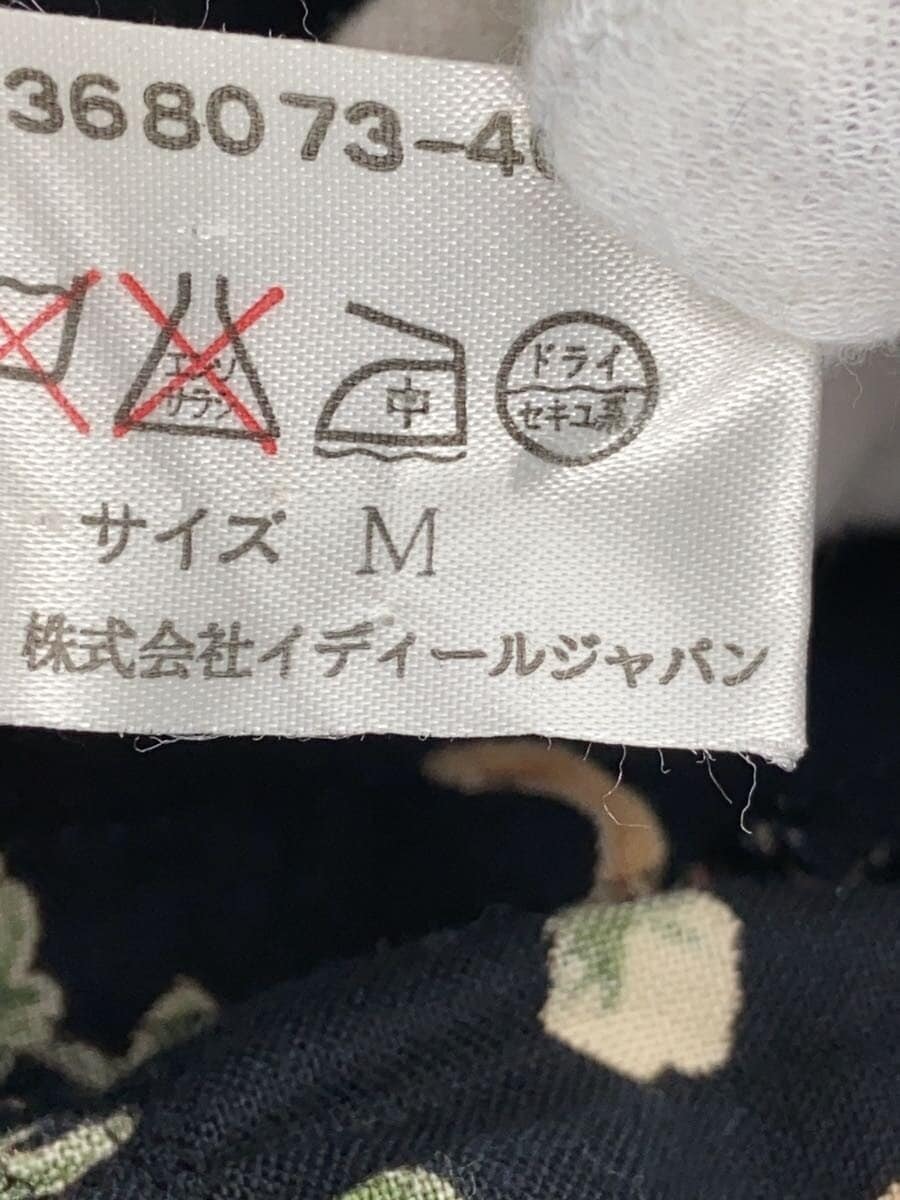 368073-4
エンソ
サラシ
中
ドライ
セキユ系
サイズ M
株式会社イディールジャパン